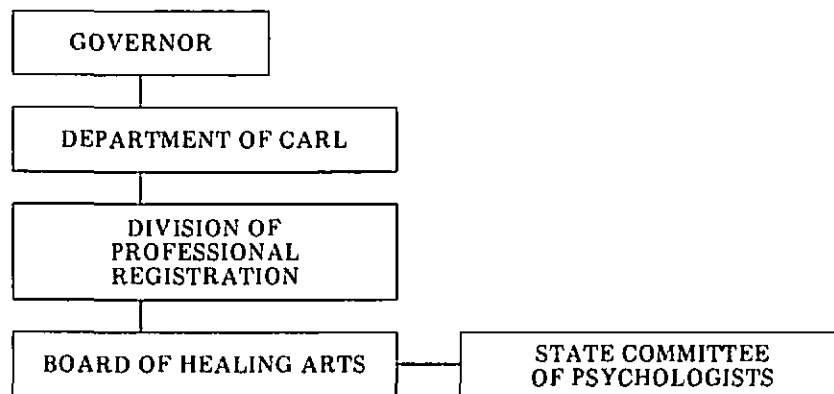 GOVERNOR
DEPARTMENT OF CARL
DIVISION OF
PROFESSIONAL
REGISTRATION
BOARD OF HEALING ARTS
STATE COMMITTEE
OF PSYCHOLOGISTS